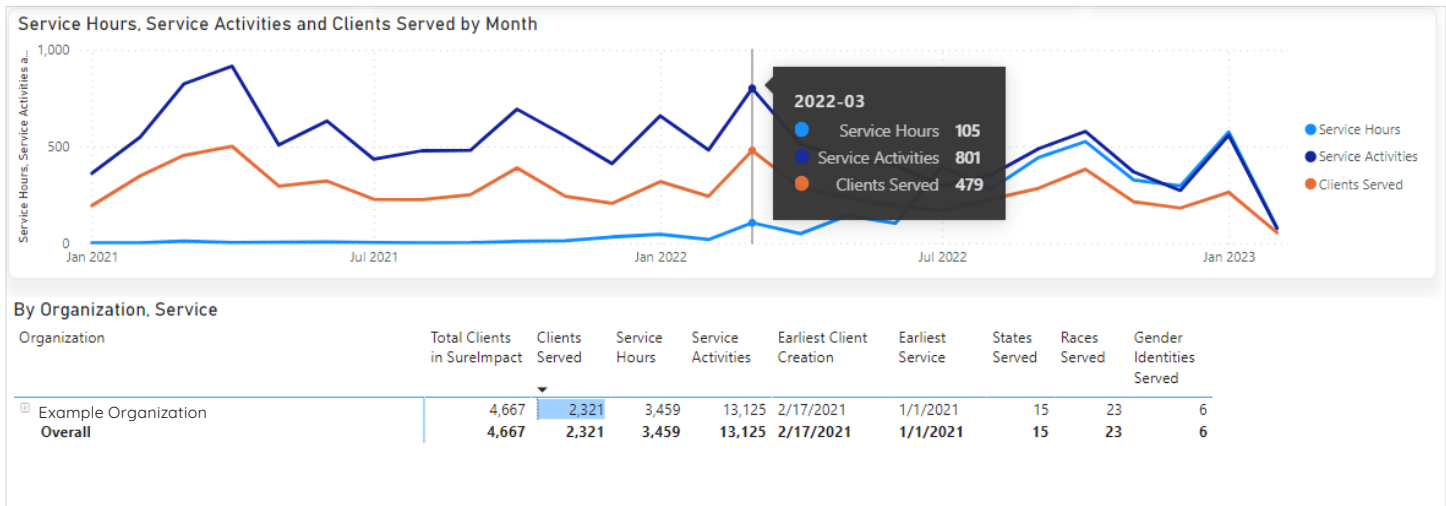 Service Hours, Service Activities and Clients Served by Month
Service Hours, Service Activities a...
1,000
500
0
Jan 2021
Jul 2021
Jan 2022
Jul 2022
Jan 2023
2022-03
Service Hours 105
Service Activities 801
Clients Served 479
Service Hours
Service Activities
Clients Served
By Organization, Service
Organization
Total Clients
in SureImpact
Clients
Served
Service
Hours
Service
Activities
Earliest Client
Creation
Earliest
Service
States
Served
Races
Served
Gender
Identities
Served
Example Organization 4,667 2,321 3,459 13,125 2/17/2021 1/1/2021 15 23 6
Overall 4,667 2,321 3,459 13,125 2/17/2021 1/1/2021 15 23 6